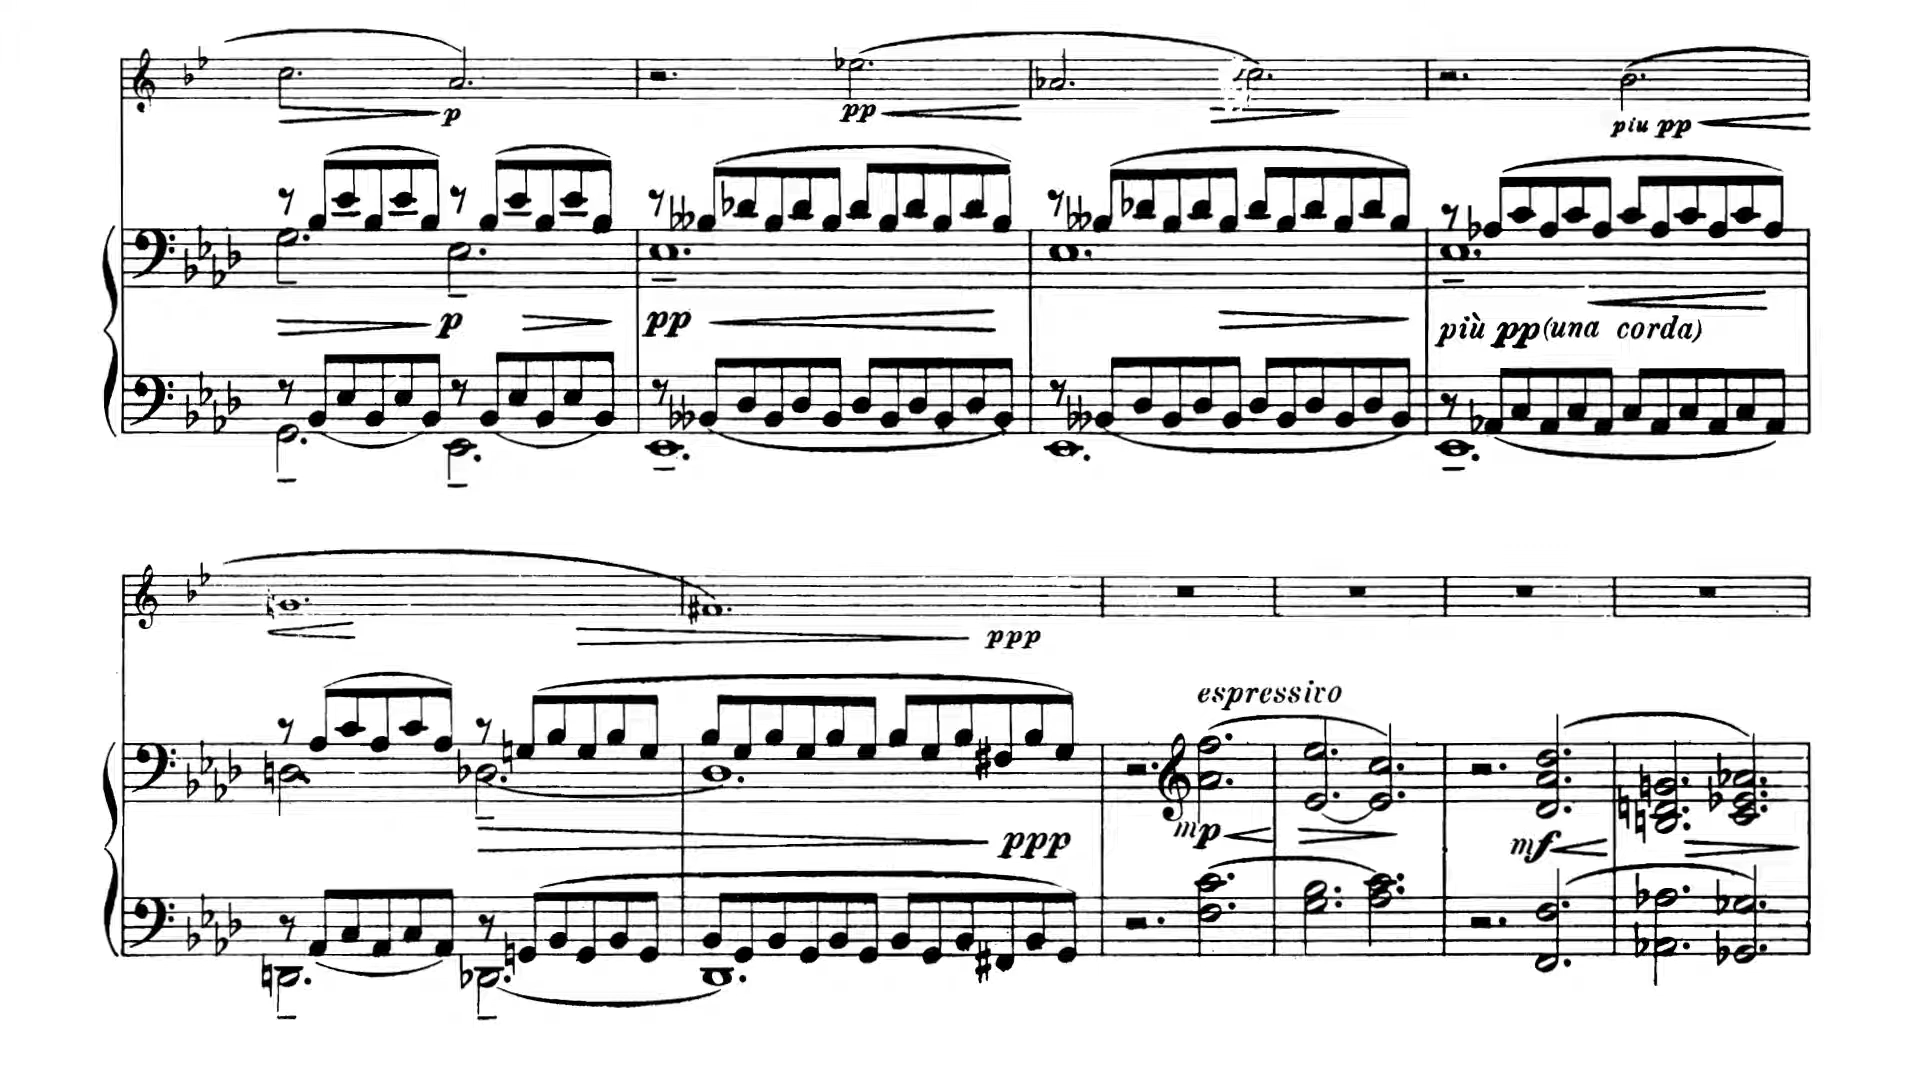 p
pp
più pp
p
pp
più pp (una corda)
ppp
espressivo
ppp
mp
mf